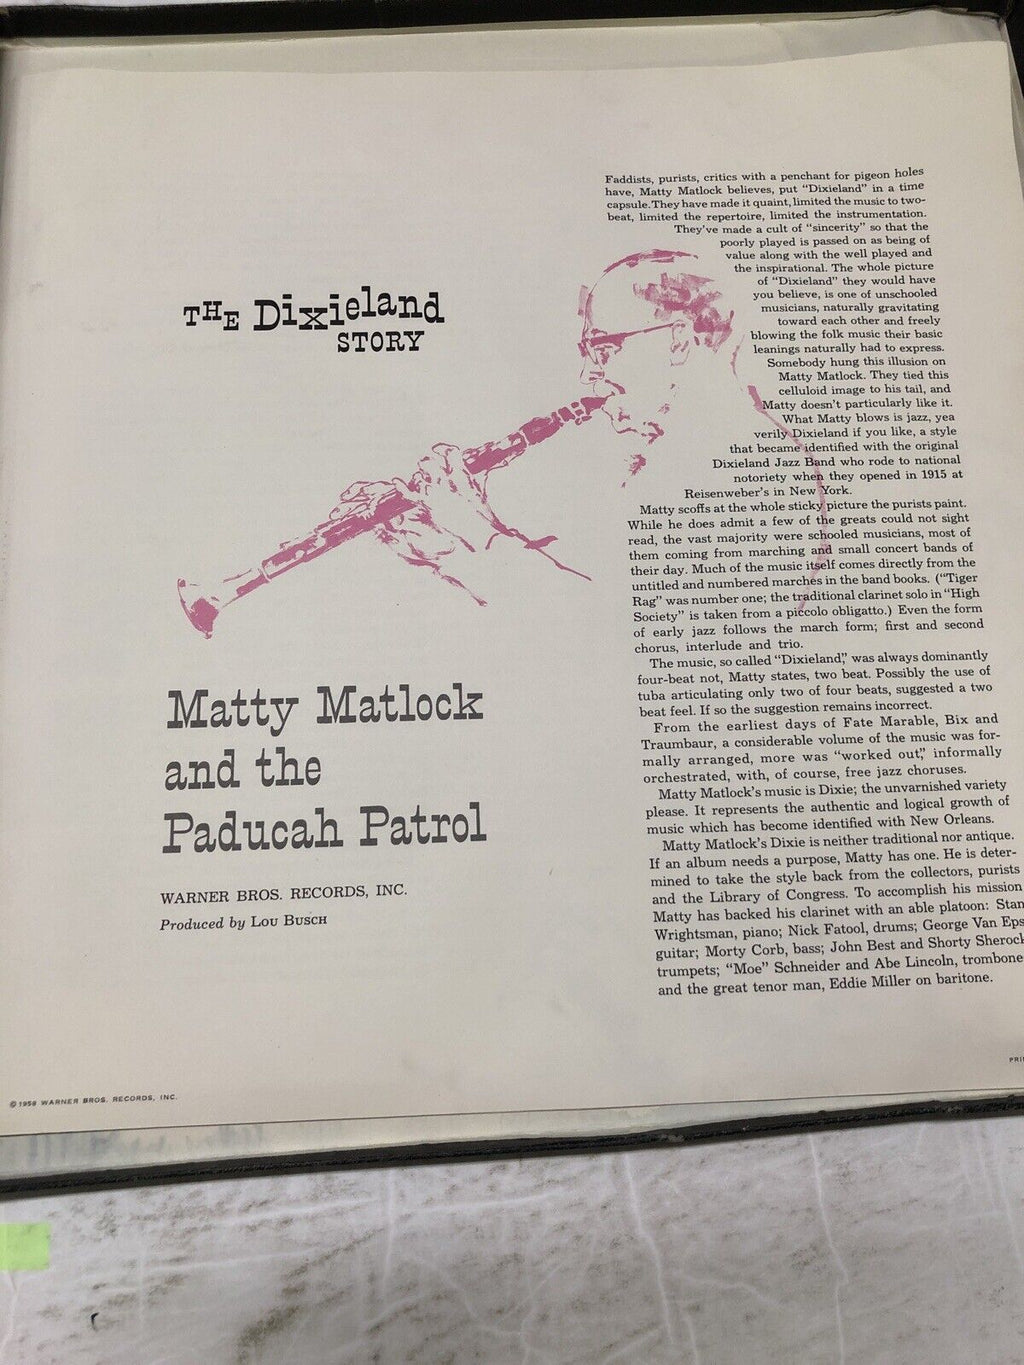 THE Dixieland
STORY
Matty Matlock
and the
Paducah Patrol
WARNER BROS. RECORDS, INC.
Produced by LOU BUSCH
Faddists, purists, critics with a penchant for pigeon holes
have, Matty Matlock believes, put "Dixieland" in a time
capsule. They have made it quaint, limited the music to two-
beat, limited the repertoire, limited the instrumentation.
They've made a cult of "sincerity" so that the
poorly played is passed on as being of
value along with the well played and
the inspirational. The whole picture
of "Dixieland" they would have
you believe, is one of unschooled
musicians, naturally gravitating
toward each other and freely
blowing the folk music their basic
leanings naturally had to express.
Somebody hung this illusion on
Matty Matlock. They tied this
celluloid image to his tail, and
Matty doesn't particularly like it.
What Matty blows is jazz, yea
verily Dixieland if you like, a style
that became identified with the original
Dixieland Jazz Band who rode to national
notoriety when they opened in 1915 at
Reisenweber's in New York.
Matty scoffs at the whole sticky picture the purists paint.
While he does admit a few of the greats could not sight
read, the vast majority were schooled musicians, most of
them coming from marching and small concert bands of
their day. Much of the music itself comes directly from the
untitled and numbered marches in the band books. ("Tiger
Rag" was number one; the traditional clarinet solo in "High
Society" is taken from a piccolo obligatto.) Even the form
of early jazz follows the march form; first and second
chorus, interlude and trio.
The music, so called "Dixieland," was always dominantly
four-beat not, Matty states, two beat. Possibly the use of
tuba articulating only two of four beats, suggested a two
beat feel. If so the suggestion remains incorrect.
From the earliest days of Fate Marable, Bix and
Traumbaur, a considerable volume of the music was for-
mally arranged, more was "worked out," informally
orchestrated, with, of course, free jazz choruses.
Matty Matlock's music is Dixie; the unvarnished variety
please. It represents the authentic and logical growth of
music which has become identified with New Orleans.
Matty Matlock's Dixie is neither traditional nor antique.
If an album needs a purpose, Matty has one. He is deter-
mined to take the style back from the collectors, purists
and the Library of Congress. To accomplish his mission
Matty has backed his clarinet with an able platoon: Stan
Wrightsman, piano; Nick Fatool, drums; George Van Eps
guitar; Morty Corb, bass; John Best and Shorty Sherock
trumpets; "Moe" Schneider and Abe Lincoln, trombone
and the great tenor man, Eddie Miller on baritone.
PRI
©1958 WARNER BROS. RECORDS, INC.